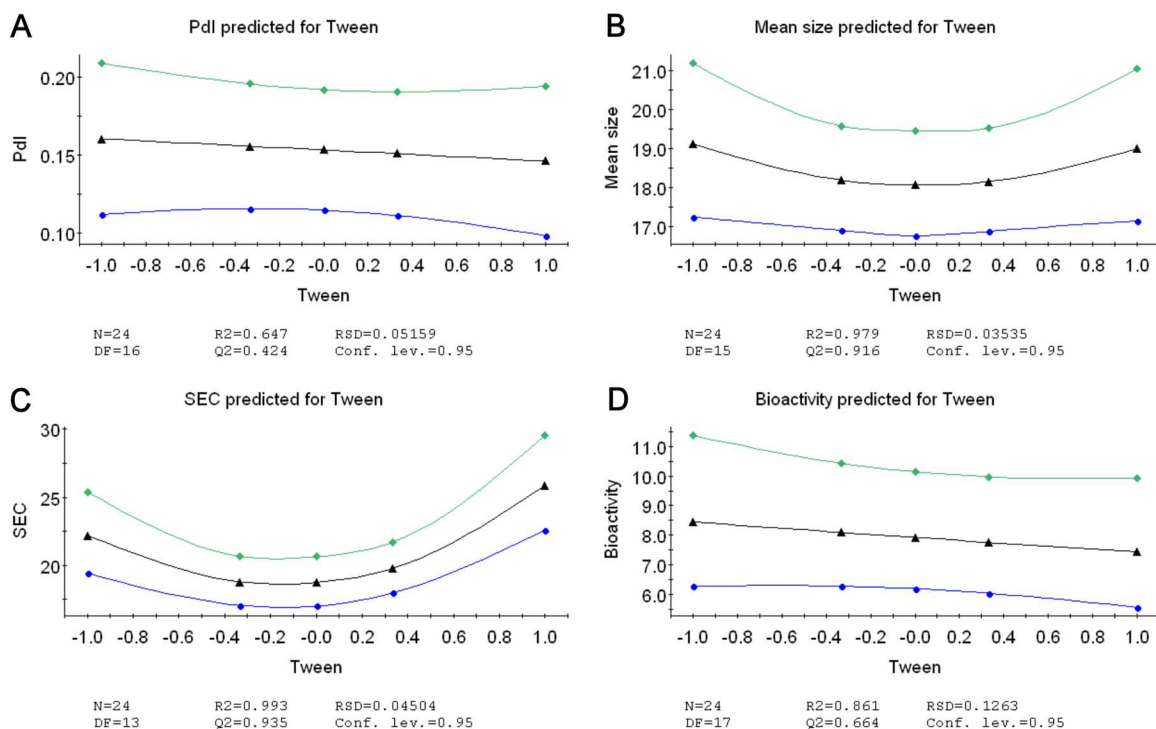 A
PdI predicted for Tween
0.20
0.15
0.10
PdI
-1.0 -0.8 -0.6 -0.4 -0.2 -0.0 0.2 0.4 0.6 0.8 1.0
Tween
N=24 R2=0.647 RSD=0.05159
DF=16 Q2=0.424 Conf. lev.=0.95
B
Mean size predicted for Tween
21.0
20.0
19.0
18.0
17.0
Mean size
-1.0 -0.8 -0.6 -0.4 -0.2 -0.0 0.2 0.4 0.6 0.8 1.0
Tween
N=24 R2=0.979 RSD=0.03535
DF=15 Q2=0.916 Conf. lev.=0.95
C
SEC predicted for Tween
30
25
20
SEC
-1.0 -0.8 -0.6 -0.4 -0.2 -0.0 0.2 0.4 0.6 0.8 1.0
Tween
N=24 R2=0.993 RSD=0.04504
DF=13 Q2=0.935 Conf. lev.=0.95
D
Bioactivity predicted for Tween
11.0
10.0
9.0
8.0
7.0
6.0
Bioactivity
-1.0 -0.8 -0.6 -0.4 -0.2 -0.0 0.2 0.4 0.6 0.8 1.0
Tween
N=24 R2=0.861 RSD=0.1263
DF=17 Q2=0.664 Conf. lev.=0.95